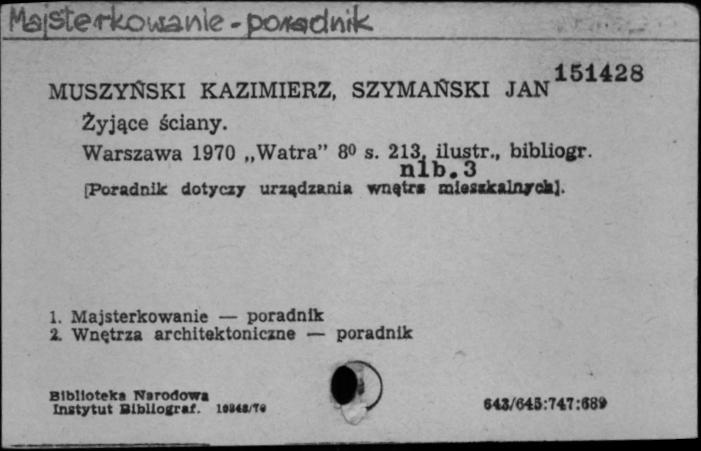 Majsterkowanie - poradnik
151428
MUSZYŃSKI KAZIMIERZ, SZYMAŃSKI JAN
Żyjące ściany.
Warszawa 1970 „Watra” 8⁰ s. 213, ilustr., bibliogr.
nlb. 3
[Poradnik dotyczy urządzania wnętrz mieszkalnych].
1. Majsterkowanie — poradnik
2. Wnętrza architektoniczne — poradnik
Biblioteka Narodowa
Instytut Bibliograf.
643/645:747:689